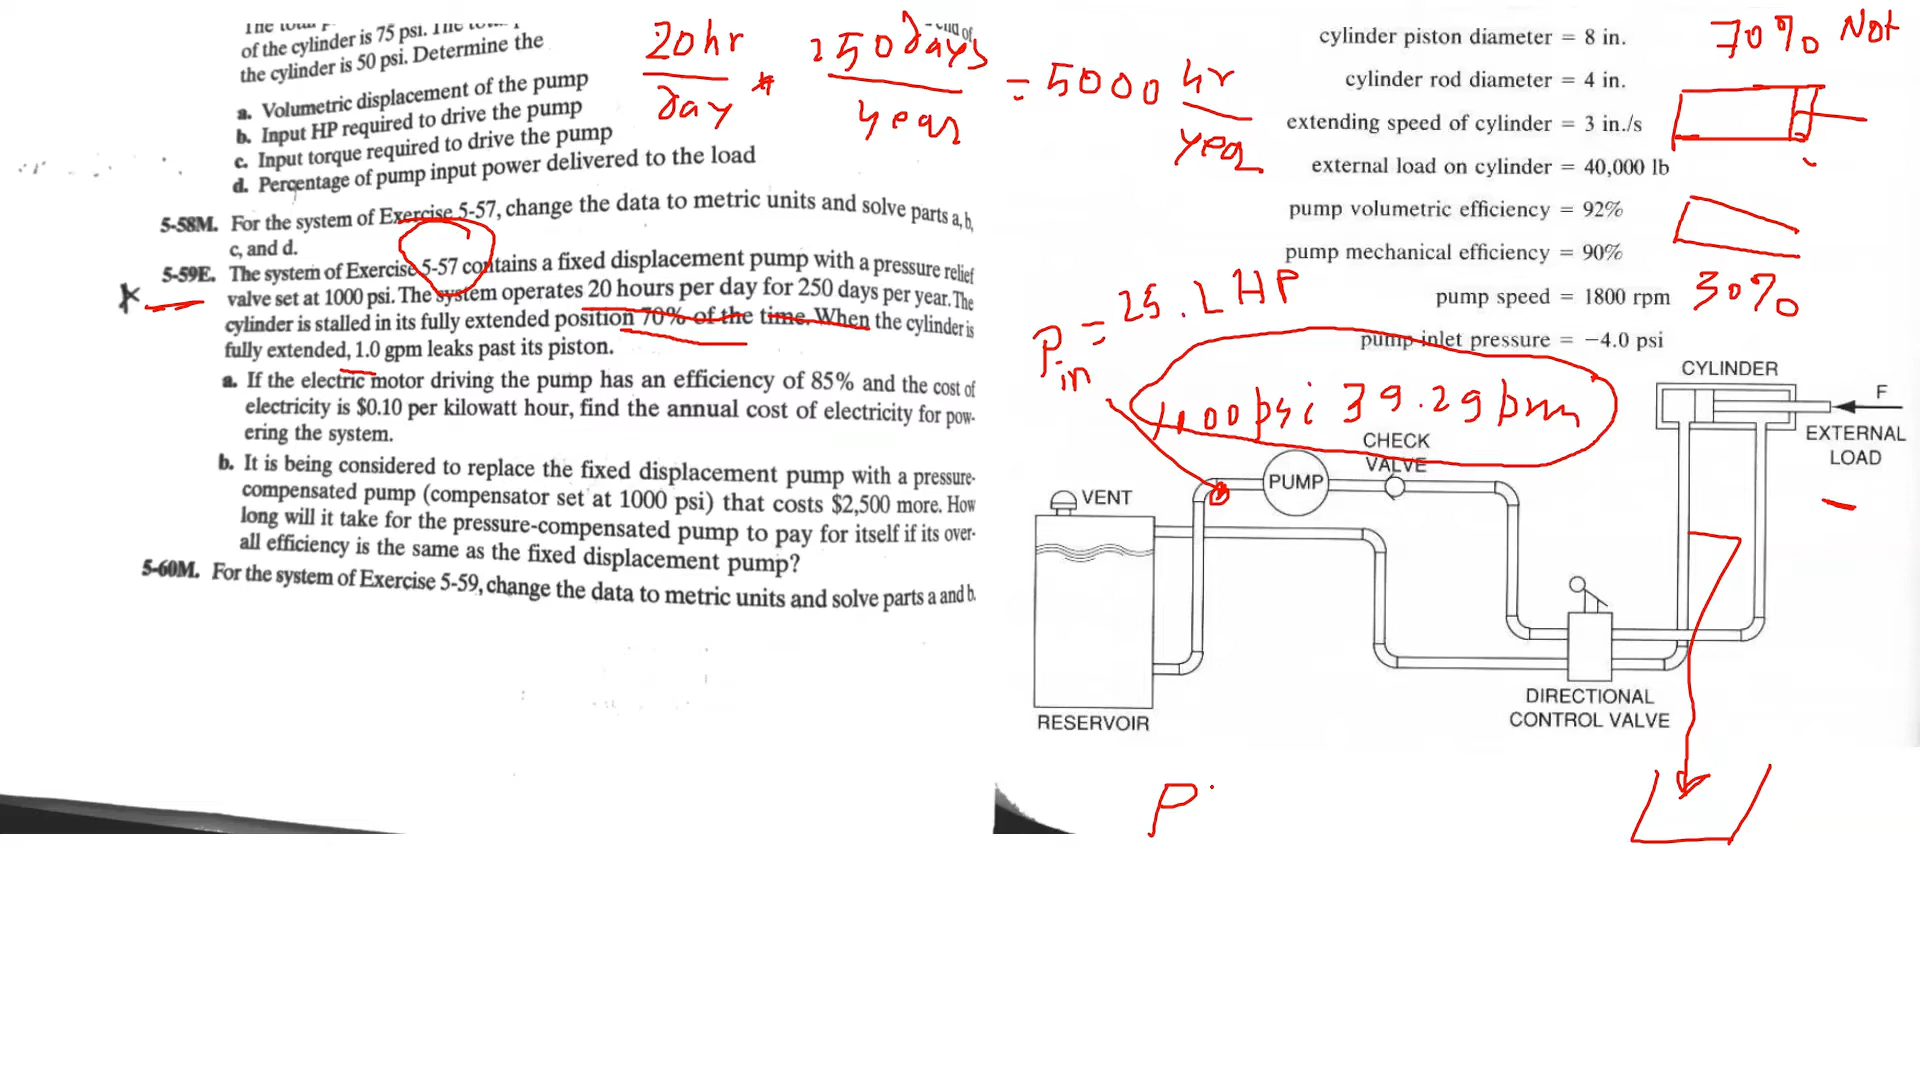 of the cylinder is 75 psi. The
the cylinder is 50 psi. Determine the
a. Volumetric displacement of the pump
b. Input HP required to drive the pump
c. Input torque required to drive the pump
d. Percentage of pump input power delivered to the load
5-58M. For the system of Exercise 5-57, change the data to metric units and solve parts a, b,
c, and d.
5-59E. The system of Exercise 5-57 contains a fixed displacement pump with a pressure relief
valve set at 1000 psi. The system operates 20 hours per day for 250 days per year. The
cylinder is stalled in its fully extended position 70% of the time. When the cylinder is
fully extended, 1.0 gpm leaks past its piston.
a. If the electric motor driving the pump has an efficiency of 85% and the cost of
electricity is $0.10 per kilowatt hour, find the annual cost of electricity for pow-
ering the system.
b. It is being considered to replace the fixed displacement pump with a pressure-
compensated pump (compensator set at 1000 psi) that costs $2,500 more. How
long will it take for the pressure-compensated pump to pay for itself if its over-
all efficiency is the same as the fixed displacement pump?
5-60M. For the system of Exercise 5-59, change the data to metric units and solve parts a and b.
20hr
day
*
250days
year
= 5000 hr
year
cylinder piston diameter = 8 in.
cylinder rod diameter = 4 in.
extending speed of cylinder = 3 in./s
external load on cylinder = 40,000 lb
pump volumetric efficiency = 92%
pump mechanical efficiency = 90%
pump speed = 1800 rpm
pump inlet pressure = −4.0 psi
70% Not
30%
Pin = 25.2 HP
psi 39.2gpm
CYLINDER
F
EXTERNAL
LOAD
CHECK
VALVE
PUMP
VENT
RESERVOIR
DIRECTIONAL
CONTROL VALVE
P